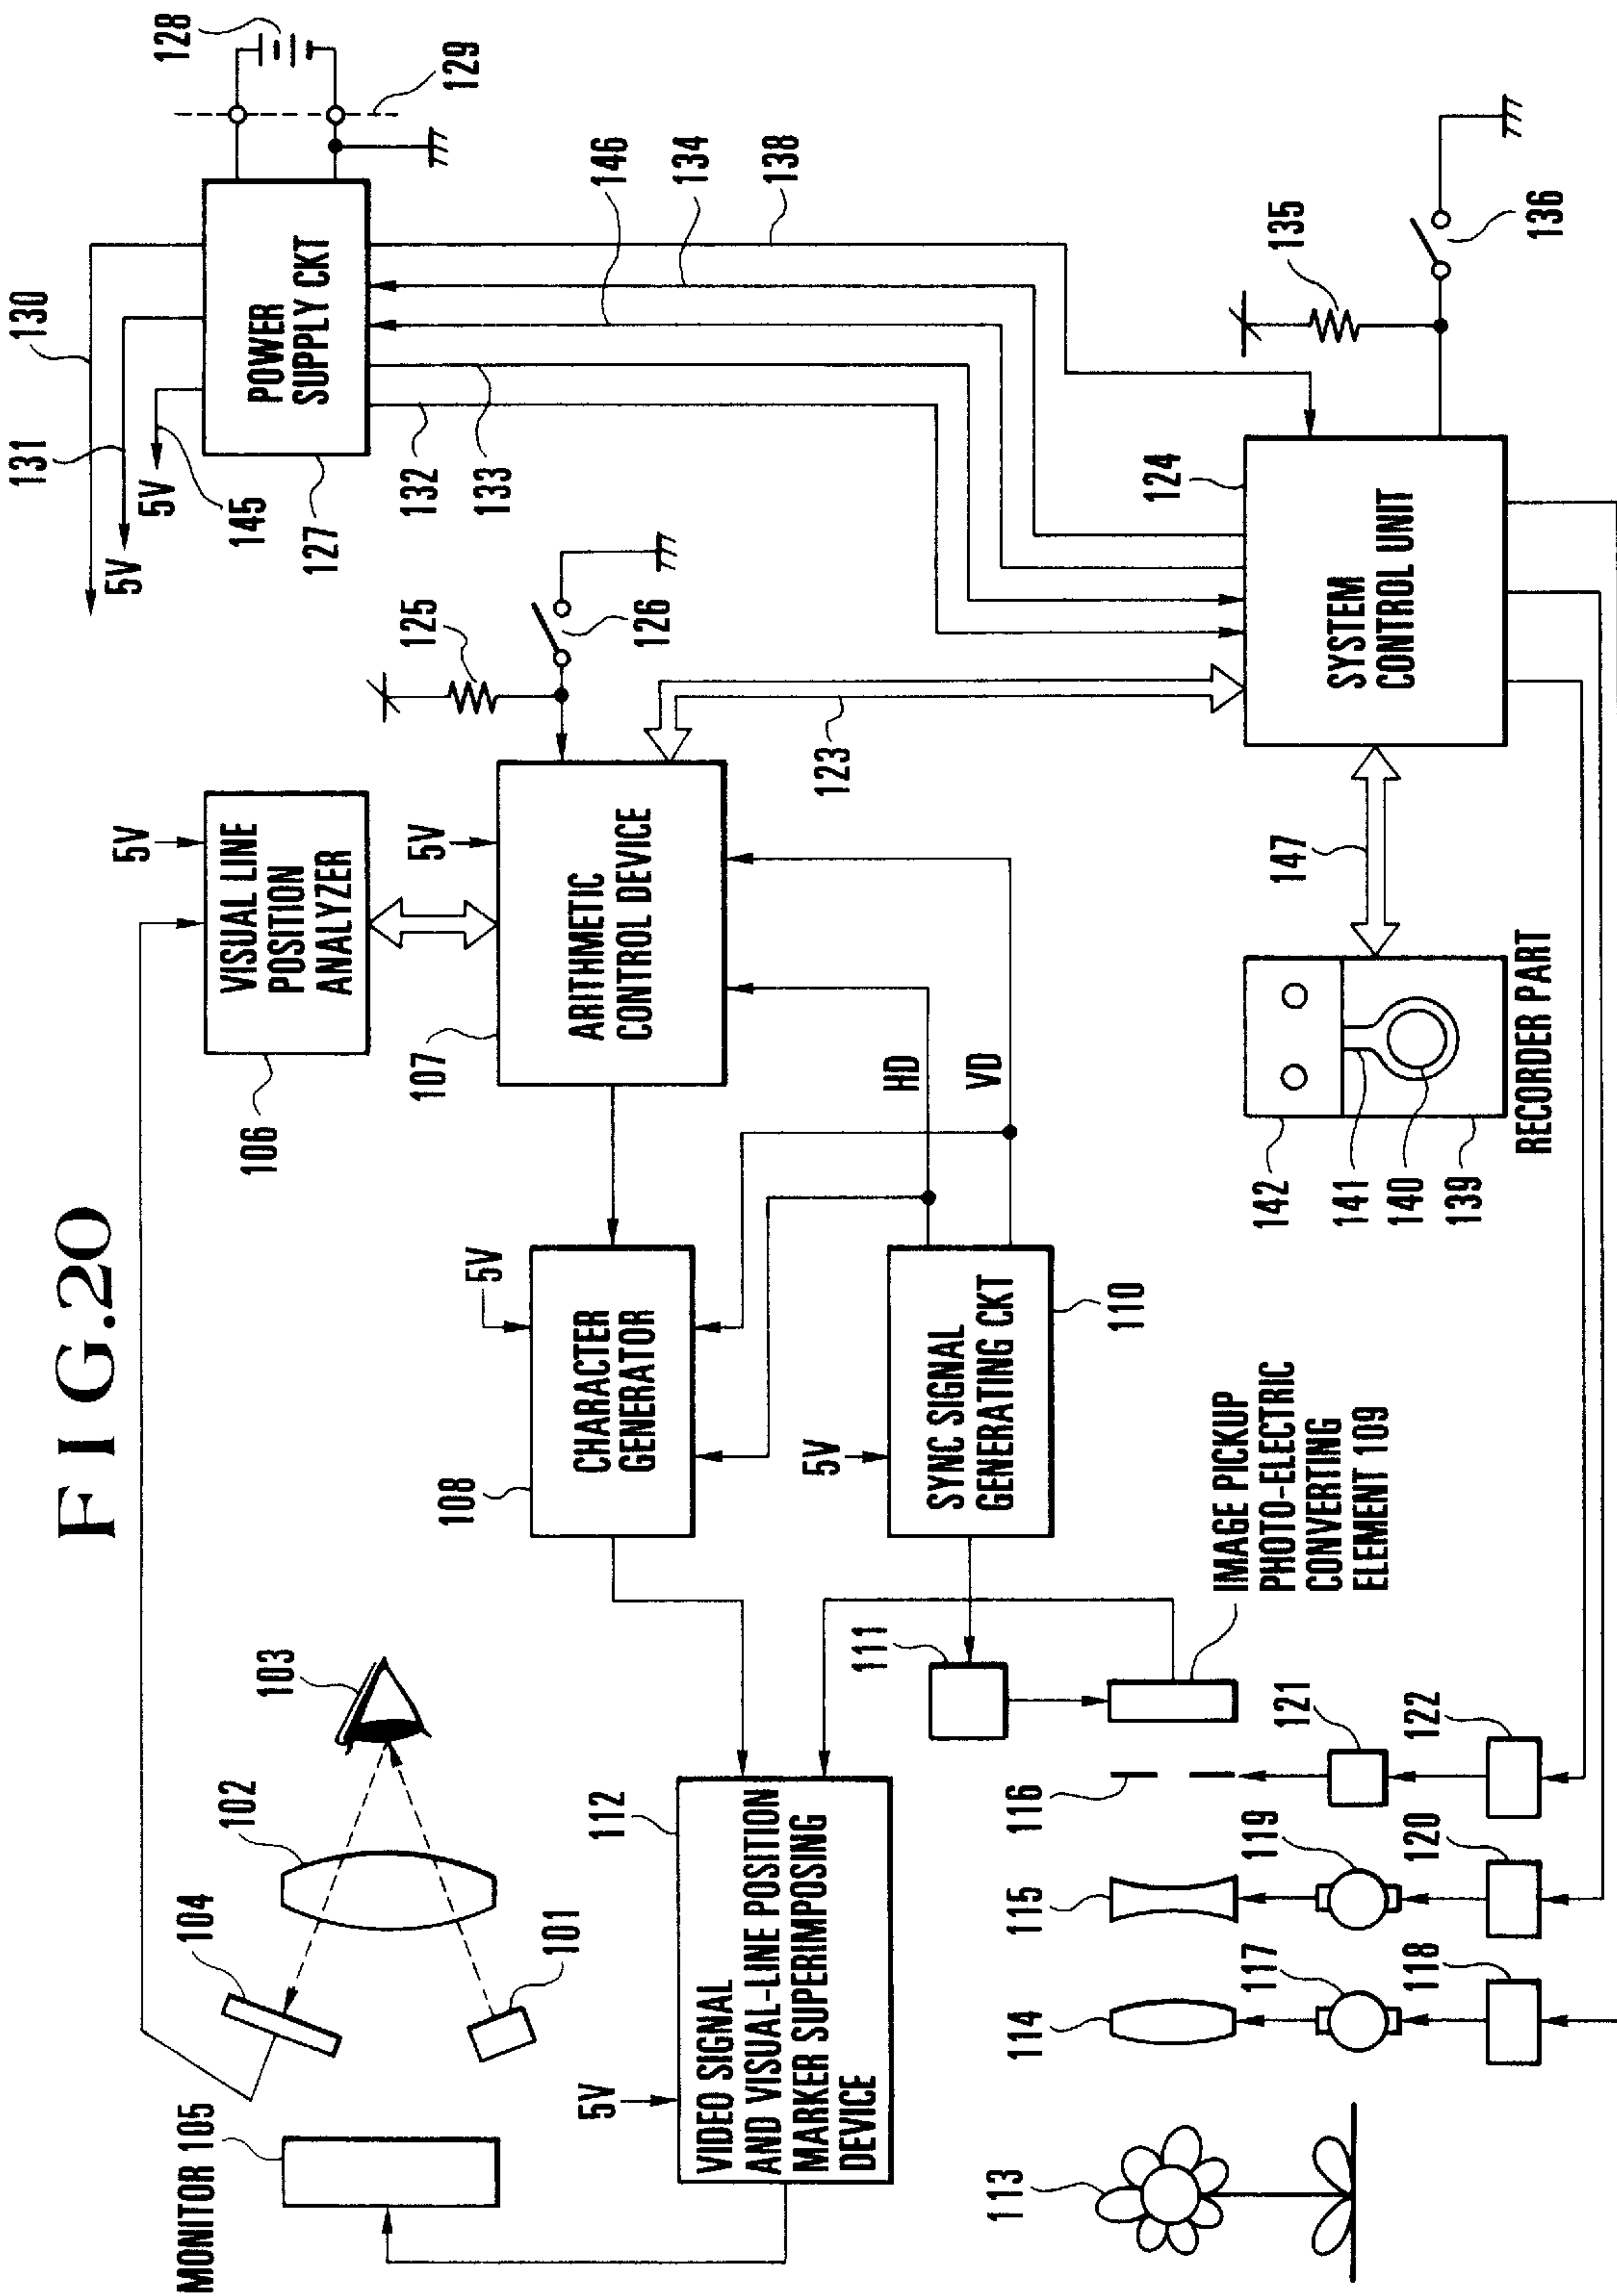 FIG.20
MONITOR 105
104
102
103
101
106
VISUAL LINE
POSITION
ANALYZER
5V
130
131
5V
5V
145
127
POWER
SUPPLY CKT
128
129
132
133
146
134
138
125
126
107
ARITHMETIC
CONTROL DEVICE
5V
123
108
CHARACTER
GENERATOR
5V
HD
VD
112
VIDEO SIGNAL
AND VISUAL-LINE POSITION
MARKER SUPERIMPOSING
DEVICE
5V
111
SYNC SIGNAL
GENERATING CKT
5V
110
IMAGE PICKUP
PHOTO-ELECTRIC
CONVERTING
ELEMENT 109
113
114
115
116
117
119
121
118
120
122
142
141
140
139
RECORDER PART
147
124
SYSTEM
CONTROL UNIT
135
136